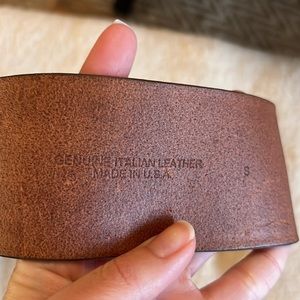 GENUINE ITALIAN LEATHER
MADE IN U.S.A.
S